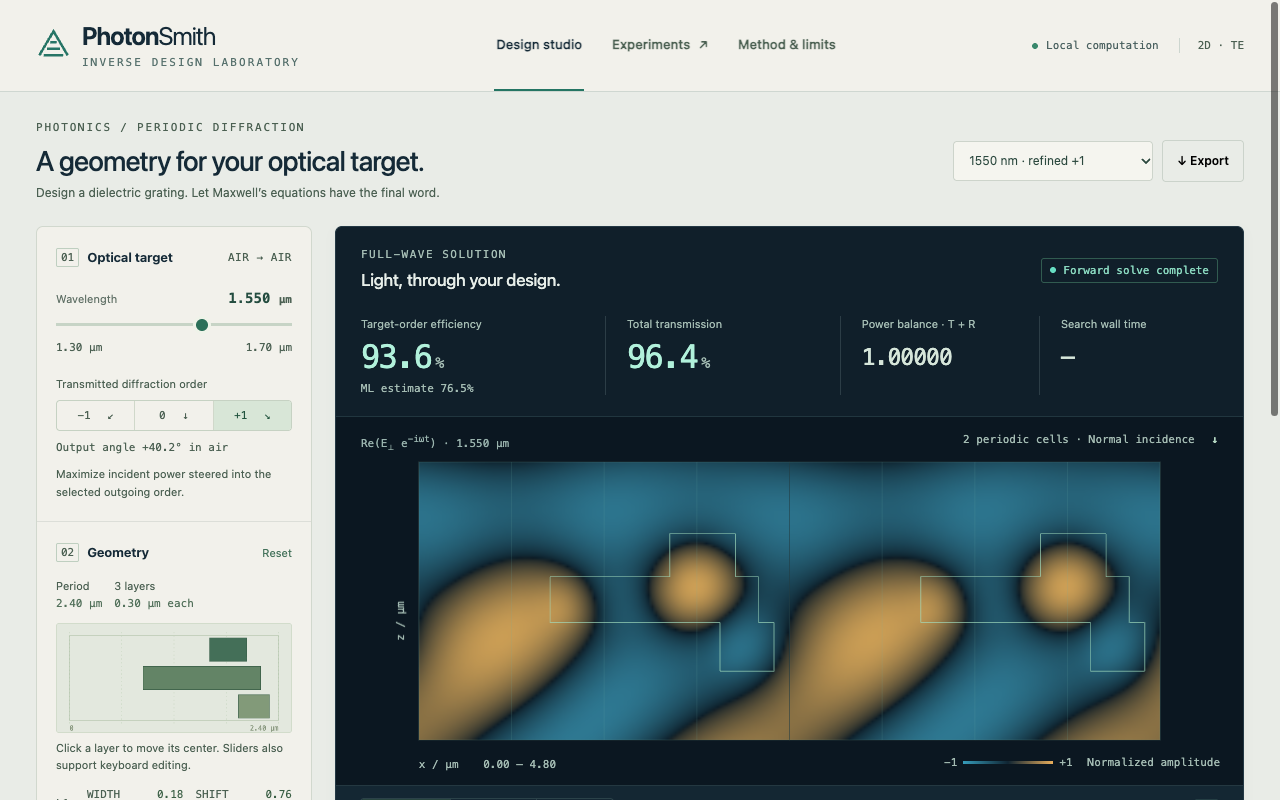 PhotonSmith
INVERSE DESIGN LABORATORY
Design studio
Experiments ↗
Method & limits
Local computation
2D · TE
PHOTONICS / PERIODIC DIFFRACTION
A geometry for your optical target.
Design a dielectric grating. Let Maxwell's equations have the final word.
1550 nm · refined +1
↓ Export
01 Optical target AIR → AIR
Wavelength 1.550 μm
1.30 μm 1.70 μm
Transmitted diffraction order
−1 ↙ 0 ↓ +1 ↘
Output angle +40.2° in air
Maximize incident power steered into the
selected outgoing order.
02 Geometry Reset
Period 3 layers
2.40 μm 0.30 μm each
0 2.40 μm
Click a layer to move its center. Sliders also
support keyboard editing.
WIDTH 0.18 SHIFT 0.76
FULL-WAVE SOLUTION
Light, through your design.
Forward solve complete
Target-order efficiency
93.6%
ML estimate 76.5%
Total transmission
96.4%
Power balance · T + R
1.00000
Search wall time
—
Re(E⊥ e−iωt) · 1.550 μm
2 periodic cells · Normal incidence ↓
z / μm
x / μm 0.00 — 4.80
−1 +1 Normalized amplitude